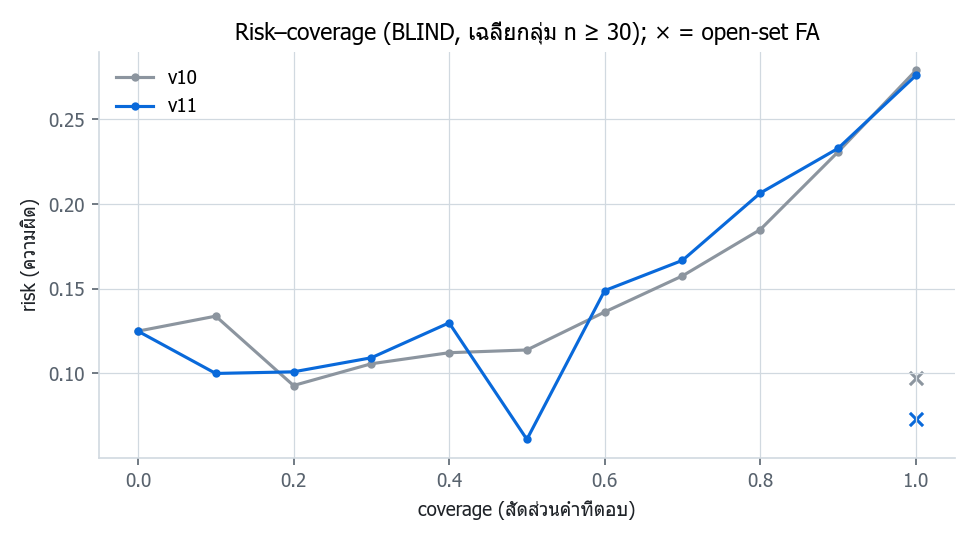 Risk–coverage (BLIND, เฉลี่ยกลุ่ม n ≥ 30); × = open-set FA
v10
v11
0.25
0.20
0.15
0.10
risk (ความผิด)
0.0 0.2 0.4 0.6 0.8 1.0
coverage (สัดส่วนคำที่ตอบ)